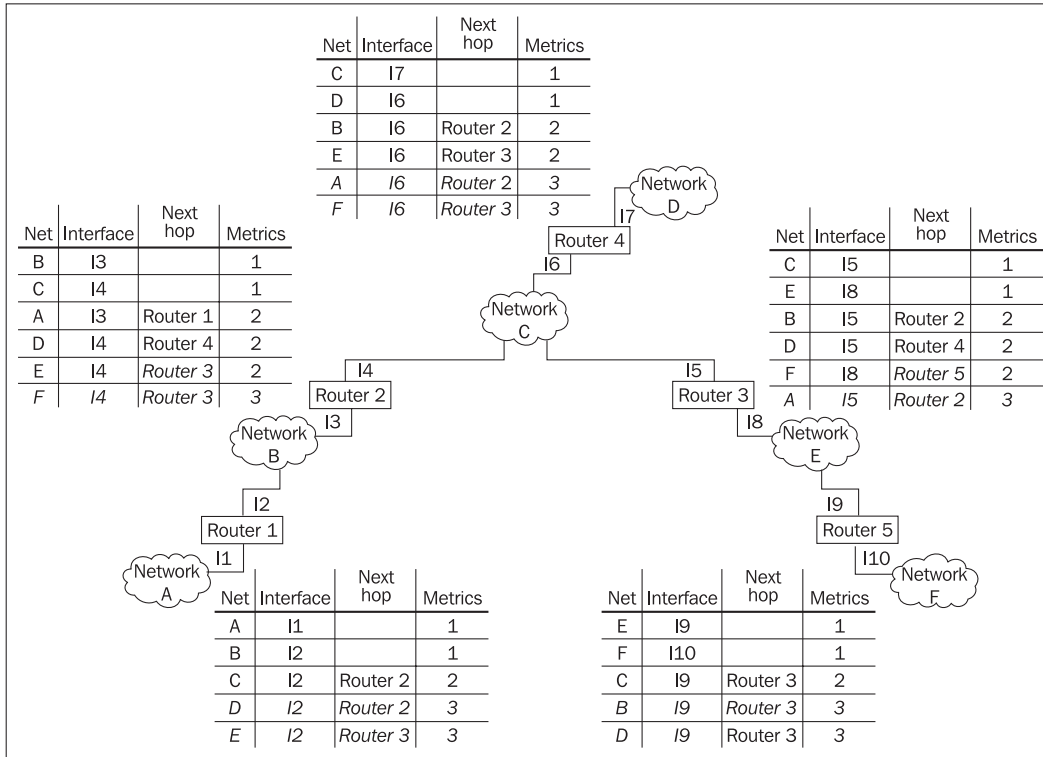 Net Interface Next hop Metrics
C I7 1
D I6 1
B I6 Router 2 2
E I6 Router 3 2
A I6 Router 2 3
F I6 Router 3 3
Network D
I7
Router 4
I6
Network C
Net Interface Next hop Metrics
B I3 1
C I4 1
A I3 Router 1 2
D I4 Router 4 2
E I4 Router 3 2
F I4 Router 3 3
Net Interface Next hop Metrics
C I5 1
E I8 1
B I5 Router 2 2
D I5 Router 4 2
F I8 Router 5 2
A I5 Router 2 3
I4
Router 2
I3
Network B
I2
Router 1
I1
Network A
I5
Router 3
I8
Network E
I9
Router 5
I10
Network F
Net Interface Next hop Metrics
A I1 1
B I2 1
C I2 Router 2 2
D I2 Router 2 3
E I2 Router 3 3
Net Interface Next hop Metrics
E I9 1
F I10 1
C I9 Router 3 2
B I9 Router 3 3
D I9 Router 3 3